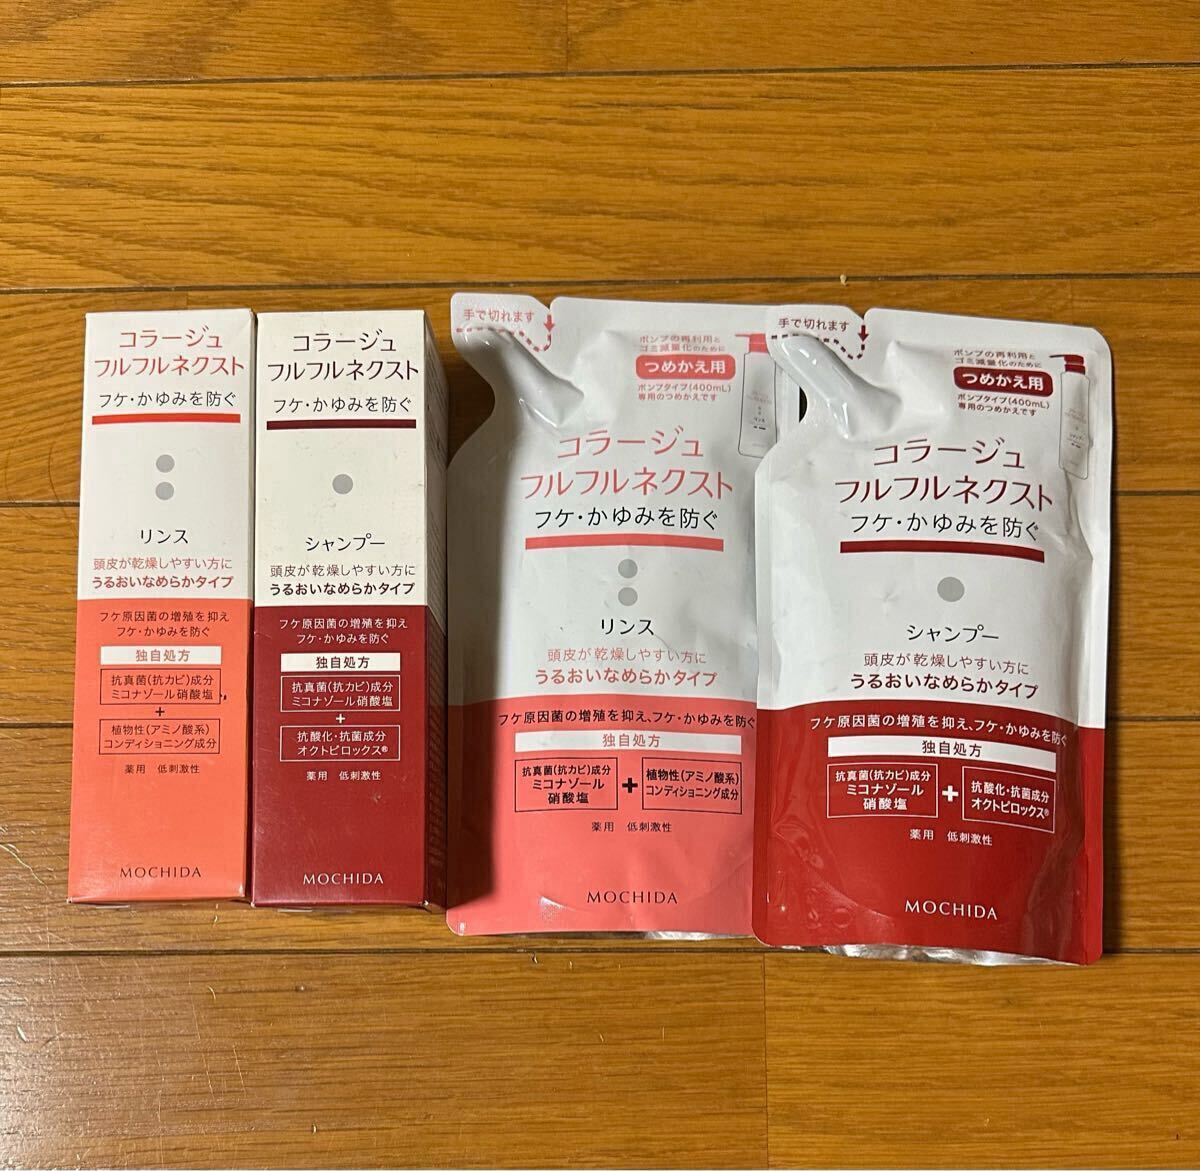 コラージュ
フルフルネクスト
フケ・かゆみを防ぐ
リンス
頭皮が乾燥しやすい方に
うるおいなめらかタイプ
フケ原因菌の増殖を抑え
フケ・かゆみを防ぐ
独自処方
抗真菌(抗カビ)成分
ミコナゾール硝酸塩
+
植物性(アミノ酸系)
コンディショニング成分
薬用 低刺激性
MOCHIDA
コラージュ
フルフルネクスト
フケ・かゆみを防ぐ
シャンプー
頭皮が乾燥しやすい方に
うるおいなめらかタイプ
フケ原因菌の増殖を抑え
フケ・かゆみを防ぐ
独自処方
抗真菌(抗カビ)成分
ミコナゾール硝酸塩
+
抗酸化・抗菌成分
オクトピロックス®
薬用 低刺激性
MOCHIDA
手で切れます
ポンプの再利用と
ゴミ減量化のために
つめかえ用
ポンプタイプ(400mL)
専用のつめかえです
リンス
コラージュ
フルフルネクスト
フケ・かゆみを防ぐ
リンス
頭皮が乾燥しやすい方に
うるおいなめらかタイプ
フケ原因菌の増殖を抑え、フケ・かゆみを防ぐ
独自処方
抗真菌(抗カビ)成分
ミコナゾール
硝酸塩
+
植物性(アミノ酸系)
コンディショニング成分
薬用 低刺激性
MOCHIDA
手で切れます
ポンプの再利用と
ゴミ減量化のために
つめかえ用
ポンプタイプ(400mL)
専用のつめかえです
シャンプー
コラージュ
フルフルネクスト
フケ・かゆみを防ぐ
シャンプー
頭皮が乾燥しやすい方に
うるおいなめらかタイプ
フケ原因菌の増殖を抑え、フケ・かゆみを防ぐ
独自処方
抗真菌(抗カビ)成分
ミコナゾール
硝酸塩
+
抗酸化・抗菌成分
オクトピロックス®
薬用 低刺激性
MOCHIDA